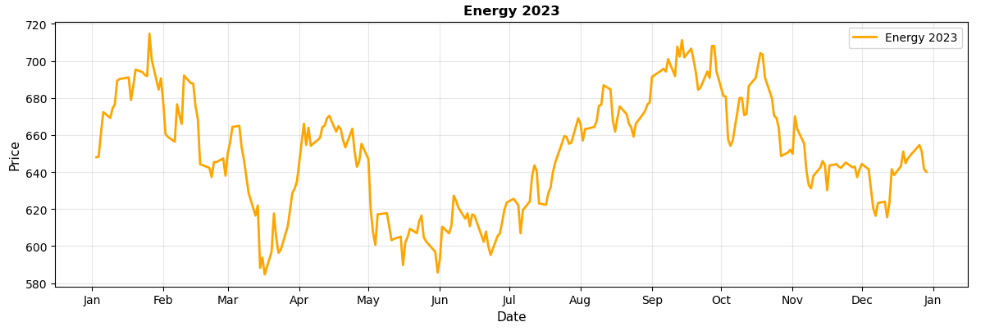 Energy 2023
Energy 2023
720
700
680
660
640
620
600
580
Price
Jan Feb Mar Apr May Jun Jul Aug Sep Oct Nov Dec Jan
Date